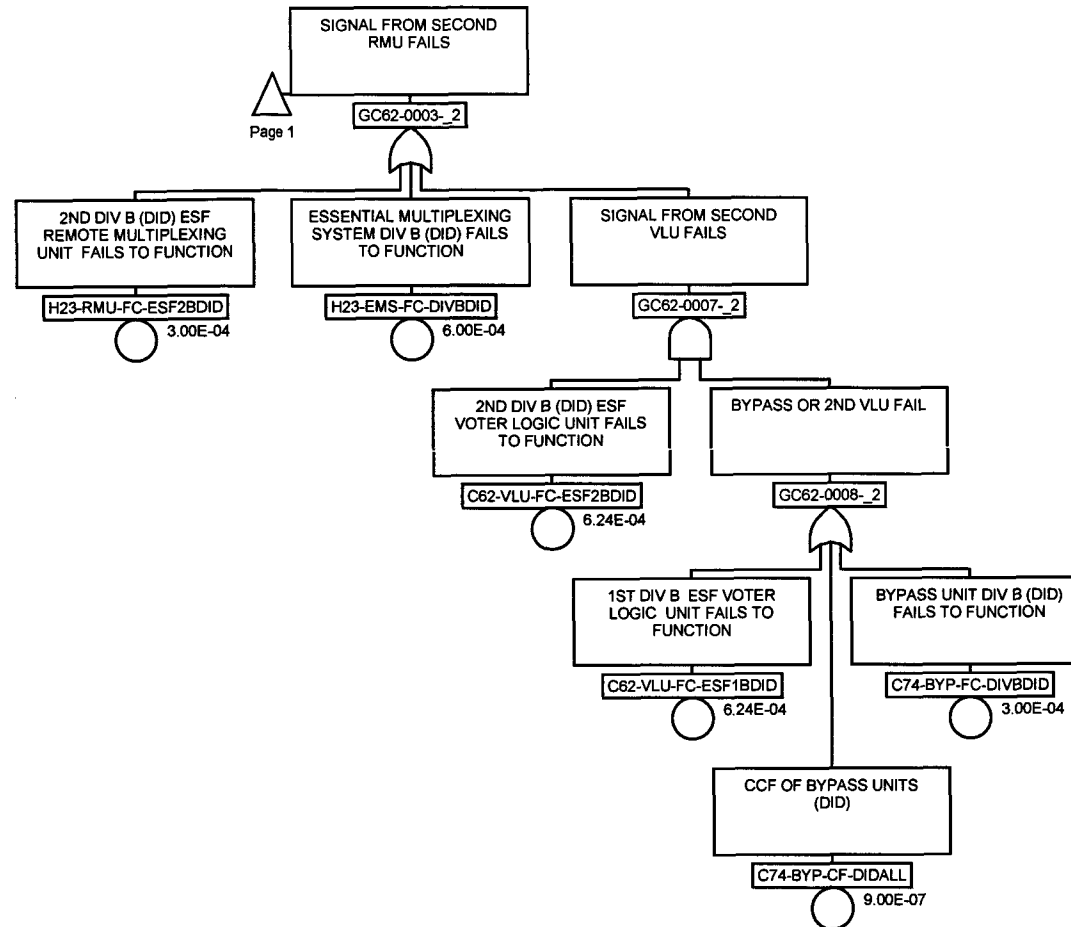 SIGNAL FROM SECOND
RMU FAILS
Page 1
GC62-0003-_2
2ND DIV B (DID) ESF
REMOTE MULTIPLEXING
UNIT FAILS TO FUNCTION
H23-RMU-FC-ESF2BDID
3.00E-04
ESSENTIAL MULTIPLEXING
SYSTEM DIV B (DID) FAILS
TO FUNCTION
H23-EMS-FC-DIVBDID
6.00E-04
SIGNAL FROM SECOND
VLU FAILS
GC62-0007-_2
2ND DIV B (DID) ESF
VOTER LOGIC UNIT FAILS
TO FUNCTION
C62-VLU-FC-ESF2BDID
6.24E-04
BYPASS OR 2ND VLU FAIL
GC62-0008-_2
1ST DIV B ESF VOTER
LOGIC UNIT FAILS TO
FUNCTION
C62-VLU-FC-ESF1BDID
6.24E-04
BYPASS UNIT DIV B (DID)
FAILS TO FUNCTION
C74-BYP-FC-DIVBDID
3.00E-04
CCF OF BYPASS UNITS
(DID)
C74-BYP-CF-DIDALL
9.00E-07